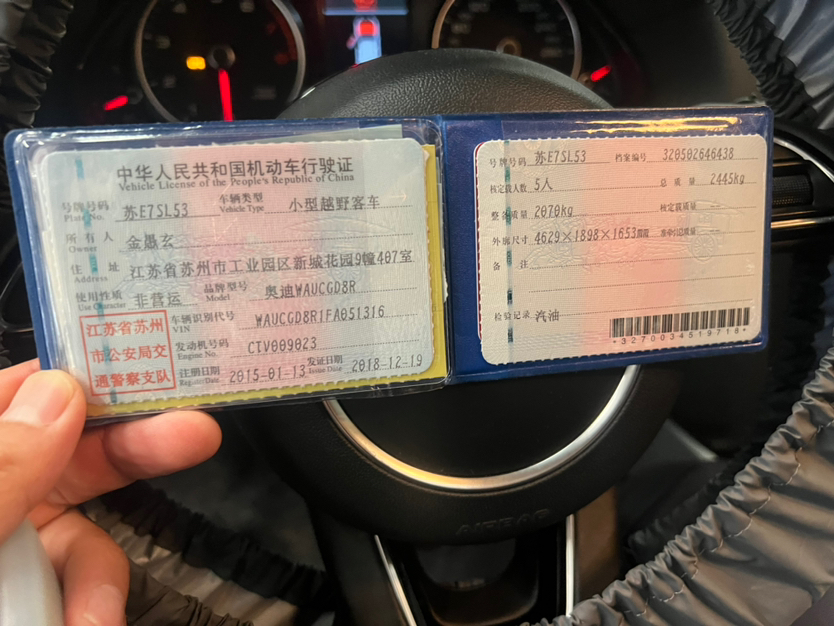 中华人民共和国机动车行驶证
Vehicle License of the People's Republic of China
号牌号码 苏E7SL53 车辆类型 小型越野客车
Plate No. Vehicle Type
所有人 金愚玄
Owner
住址 江苏省苏州市工业园区新城花园9幢407室
Address
使用性质 非营运 品牌型号 奥迪WAUCGD8R
Use Character Model
江苏省苏州
市公安局交
通警察支队
车辆识别代号 WAUCGD8R1FA051316
VIN
发动机号码 CTV009023
Engine No.
注册日期 2015-01-13 发证日期 2018-12-19
Register Date Issue Date
号牌号码 苏E7SL53 档案编号 320502646438
核定载人数 5人 总质量 2445kg
整备质量 2070kg 核定载质量 --
外廓尺寸 4629×1898×1653mm 准牵引总质量 --
备注
检验记录 汽油
*3270034519718*
AIRBAG